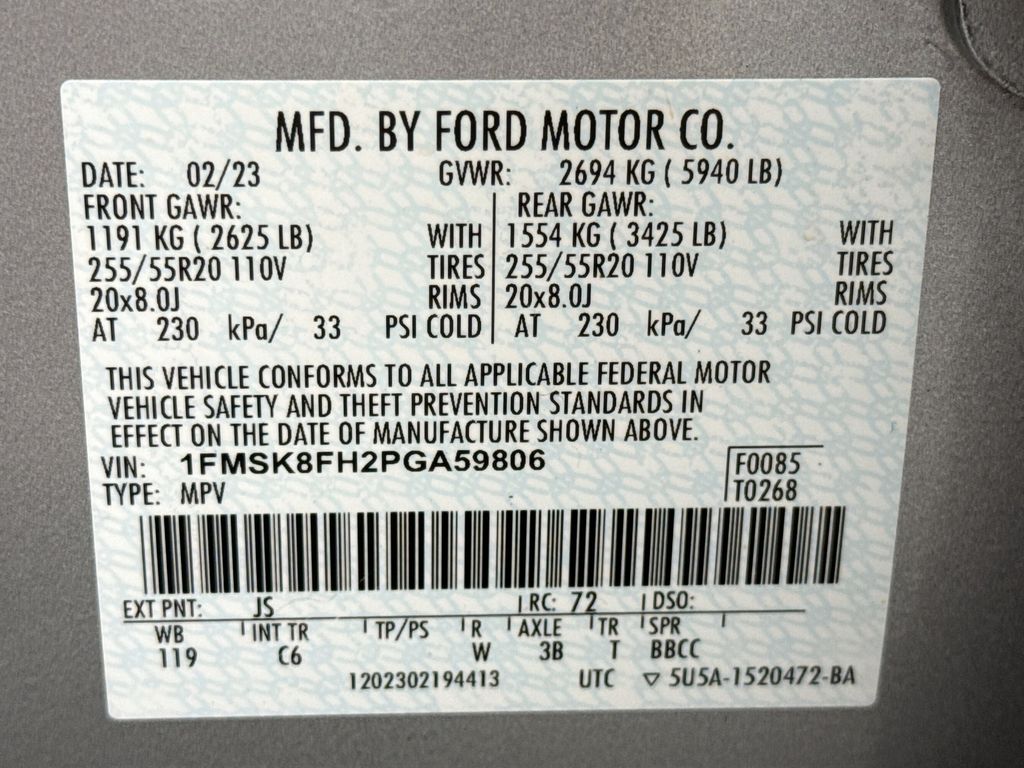 MFD. BY FORD MOTOR CO.
DATE: 02/23 GVWR: 2694 KG ( 5940 LB)
FRONT GAWR: REAR GAWR:
1191 KG ( 2625 LB) WITH 1554 KG ( 3425 LB) WITH
255/55R20 110V TIRES 255/55R20 110V TIRES
20x8.0J RIMS 20x8.0J RIMS
AT 230 kPa/ 33 PSI COLD AT 230 kPa/ 33 PSI COLD
THIS VEHICLE CONFORMS TO ALL APPLICABLE FEDERAL MOTOR
VEHICLE SAFETY AND THEFT PREVENTION STANDARDS IN
EFFECT ON THE DATE OF MANUFACTURE SHOWN ABOVE.
VIN: 1FMSK8FH2PGA59806 F0085
TYPE: MPV T0268
EXT PNT: JS RC: 72 DSO:
WB INT TR TP/PS R AXLE TR SPR
119 C6 W 3B T BBCC
1202302194413 UTC ▽ 5U5A-1520472-BA